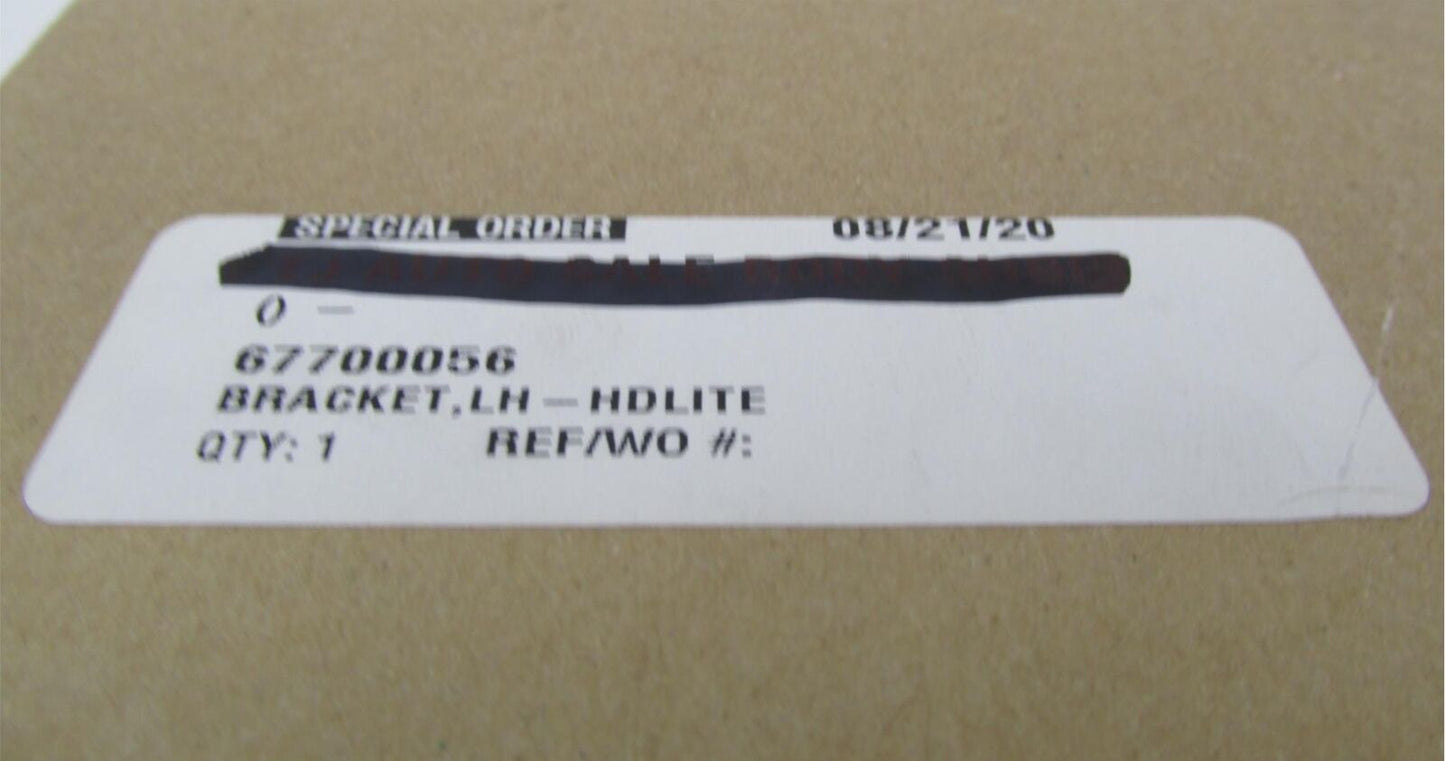 SPECIAL ORDER 08/21/20
0 —
67700056
BRACKET,LH—HDLITE
QTY: 1 REF/WO #: